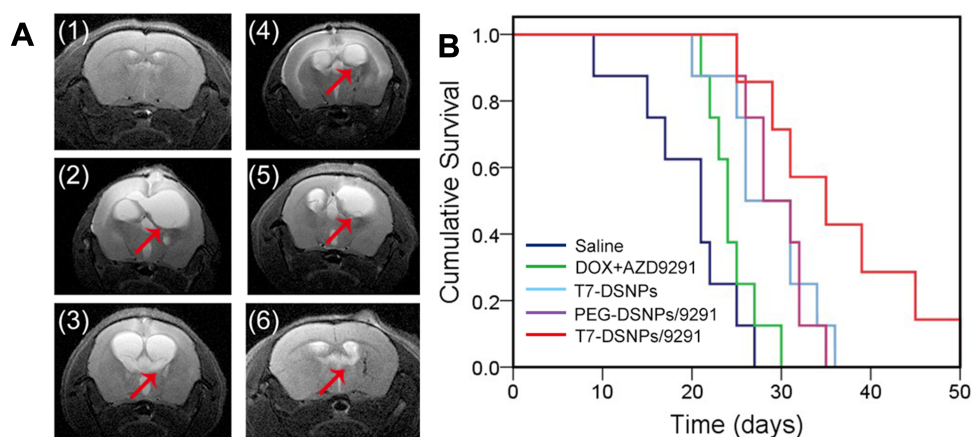 A
(1)
(4)
(2)
(5)
(3)
(6)
B
Cumulative Survival
1.0
0.8
0.6
0.4
0.2
0.0
Saline
DOX+AZD9291
T7-DSNPs
PEG-DSNPs/9291
T7-DSNPs/9291
0 10 20 30 40 50
Time (days)